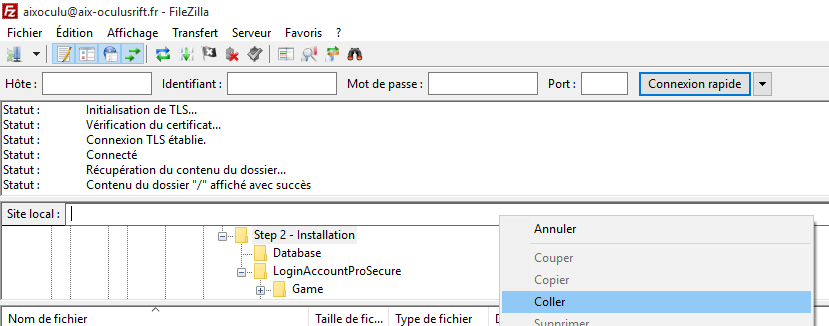 aixoculu@aix-oculusrift.fr - FileZilla
Fichier Édition Affichage Transfert Serveur Favoris ?
Hôte : Identifiant : Mot de passe : Port : Connexion rapide
Statut : Initialisation de TLS...
Statut : Vérification du certificat...
Statut : Connexion TLS établie.
Statut : Connecté
Statut : Récupération du contenu du dossier...
Statut : Contenu du dossier "/" affiché avec succès
Site local :
Step 2 - Installation
Database
LoginAccountProSecure
Game
Nom de fichier Taille de fic... Type de fichier D
Annuler
Couper
Copier
Coller
Supprimer